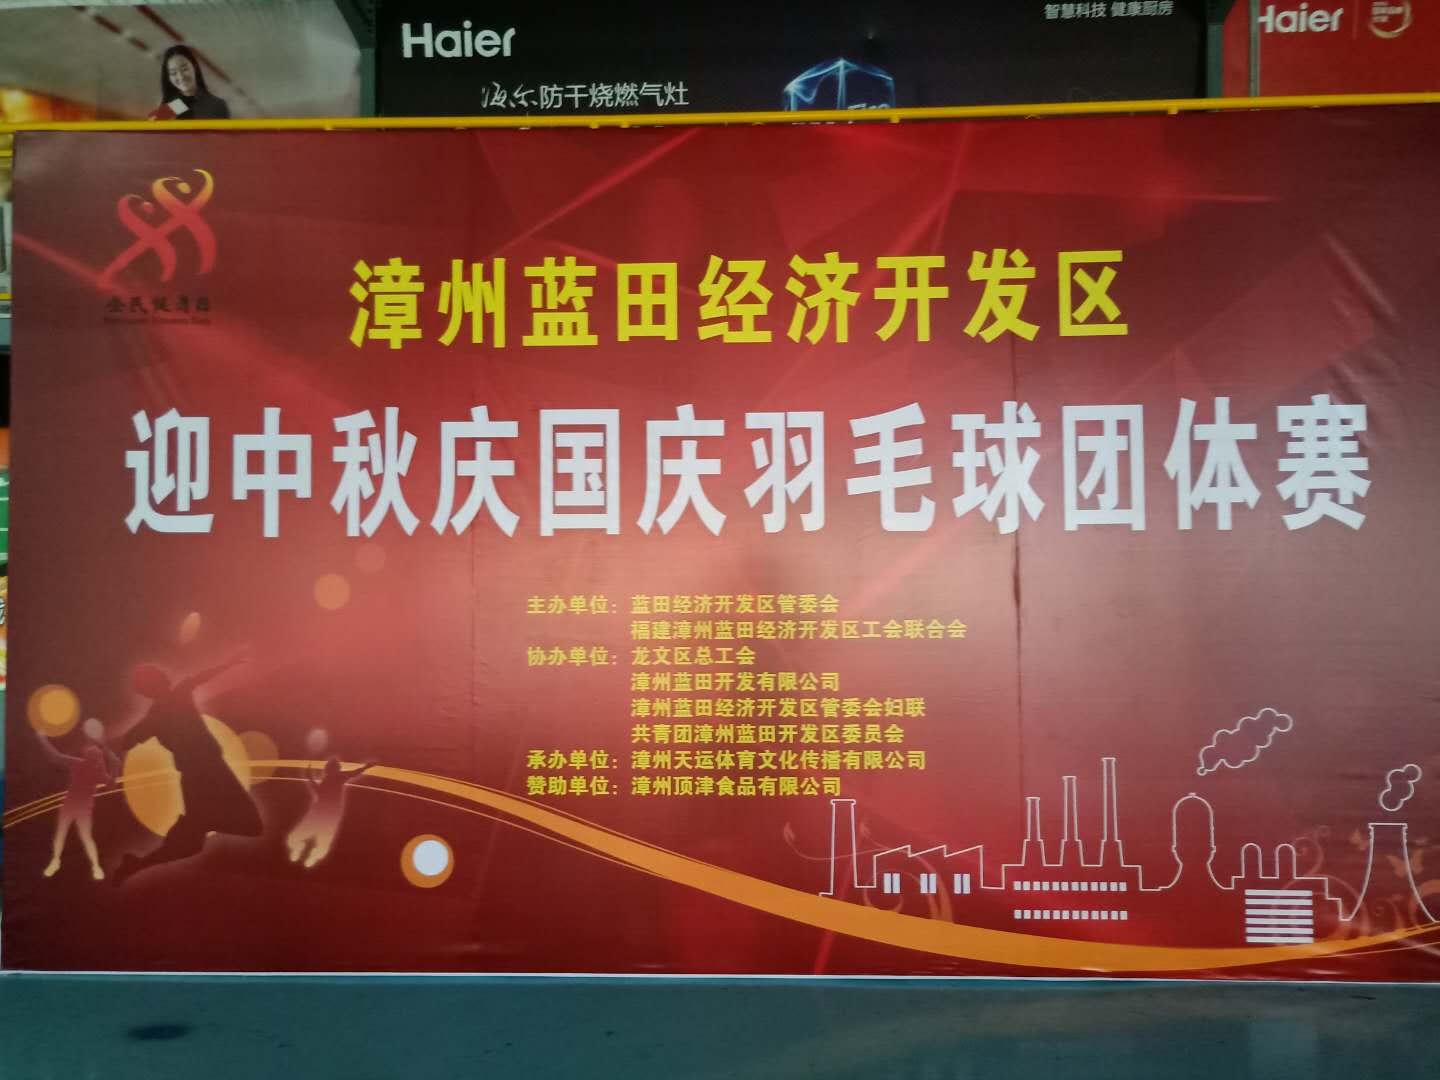 Haier
智慧科技 健康厨房
Haier
海尔防干烧燃气灶
漳州蓝田经济开发区
迎中秋庆国庆羽毛球团体赛
主办单位：蓝田经济开发区管委会
福建漳州蓝田经济开发区工会联合会
协办单位：龙文区总工会
漳州蓝田开发有限公司
漳州蓝田经济开发区管委会妇联
共青团漳州蓝田开发区委员会
承办单位：漳州天运体育文化传播有限公司
赞助单位：漳州顶津食品有限公司